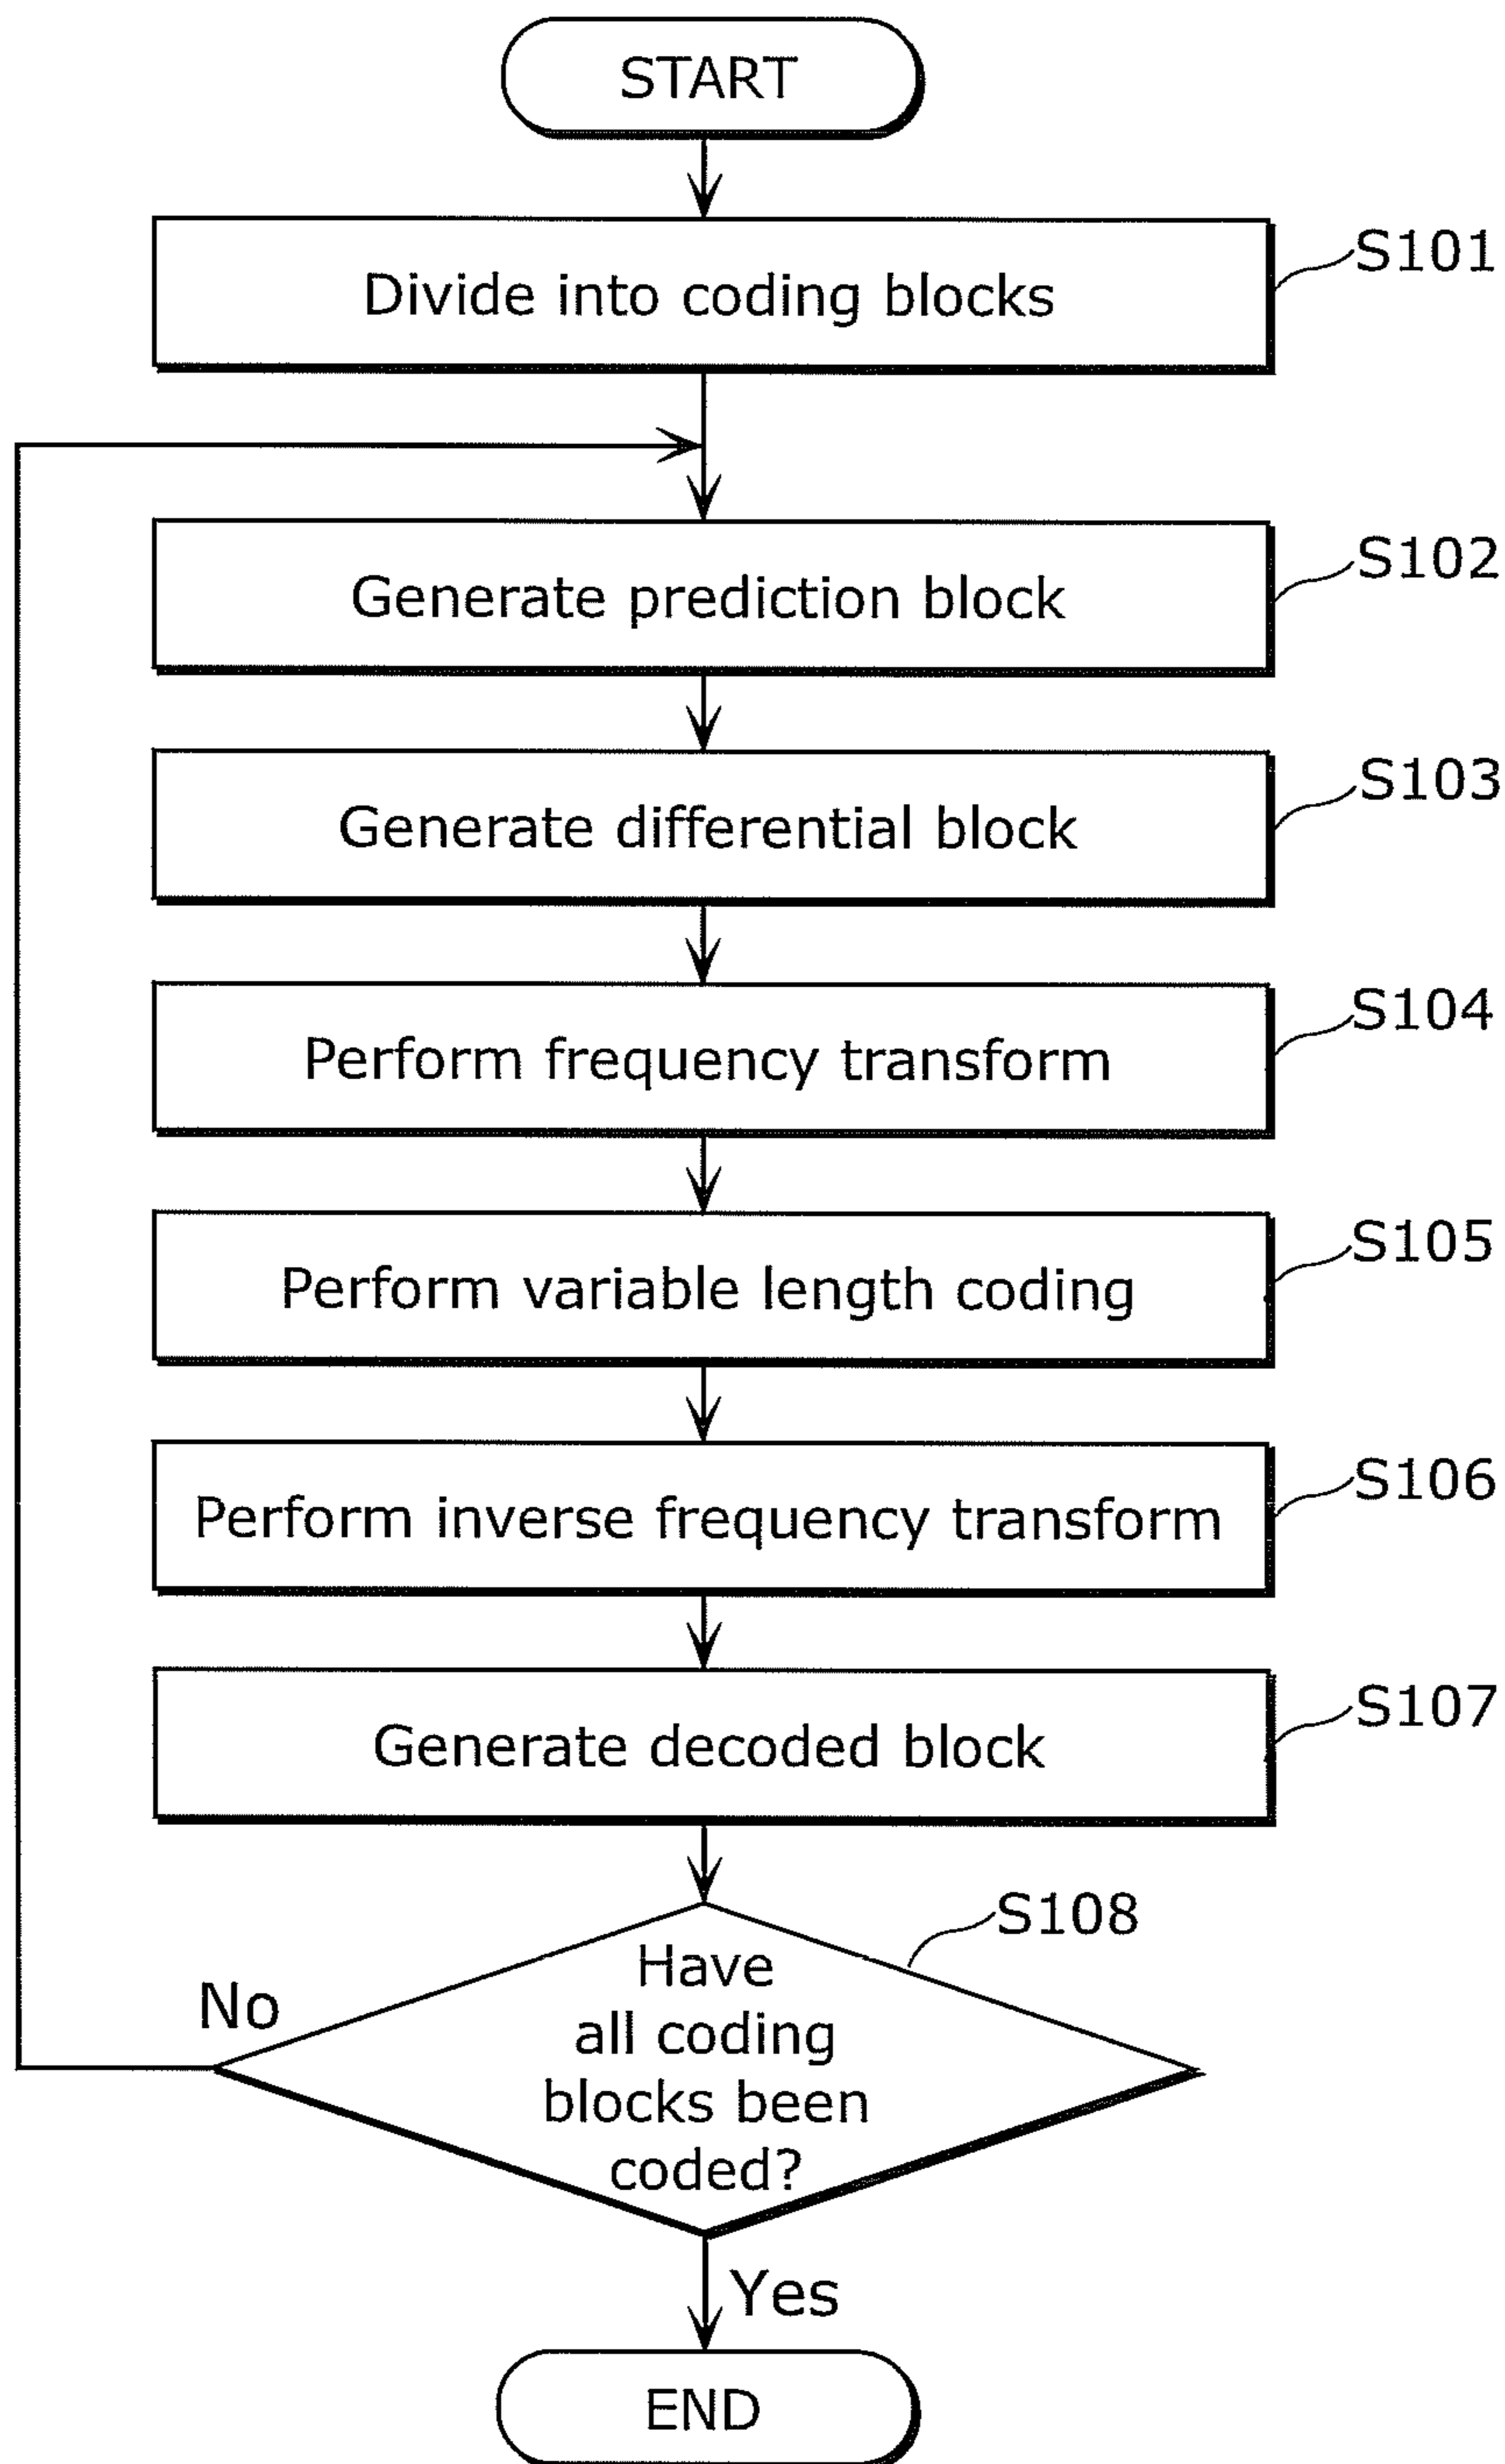 START
Divide into coding blocks
S101
Generate prediction block
S102
Generate differential block
S103
Perform frequency transform
S104
Perform variable length coding
S105
Perform inverse frequency transform
S106
Generate decoded block
S107
S108
Have
all coding
blocks been
coded?
No
Yes
END